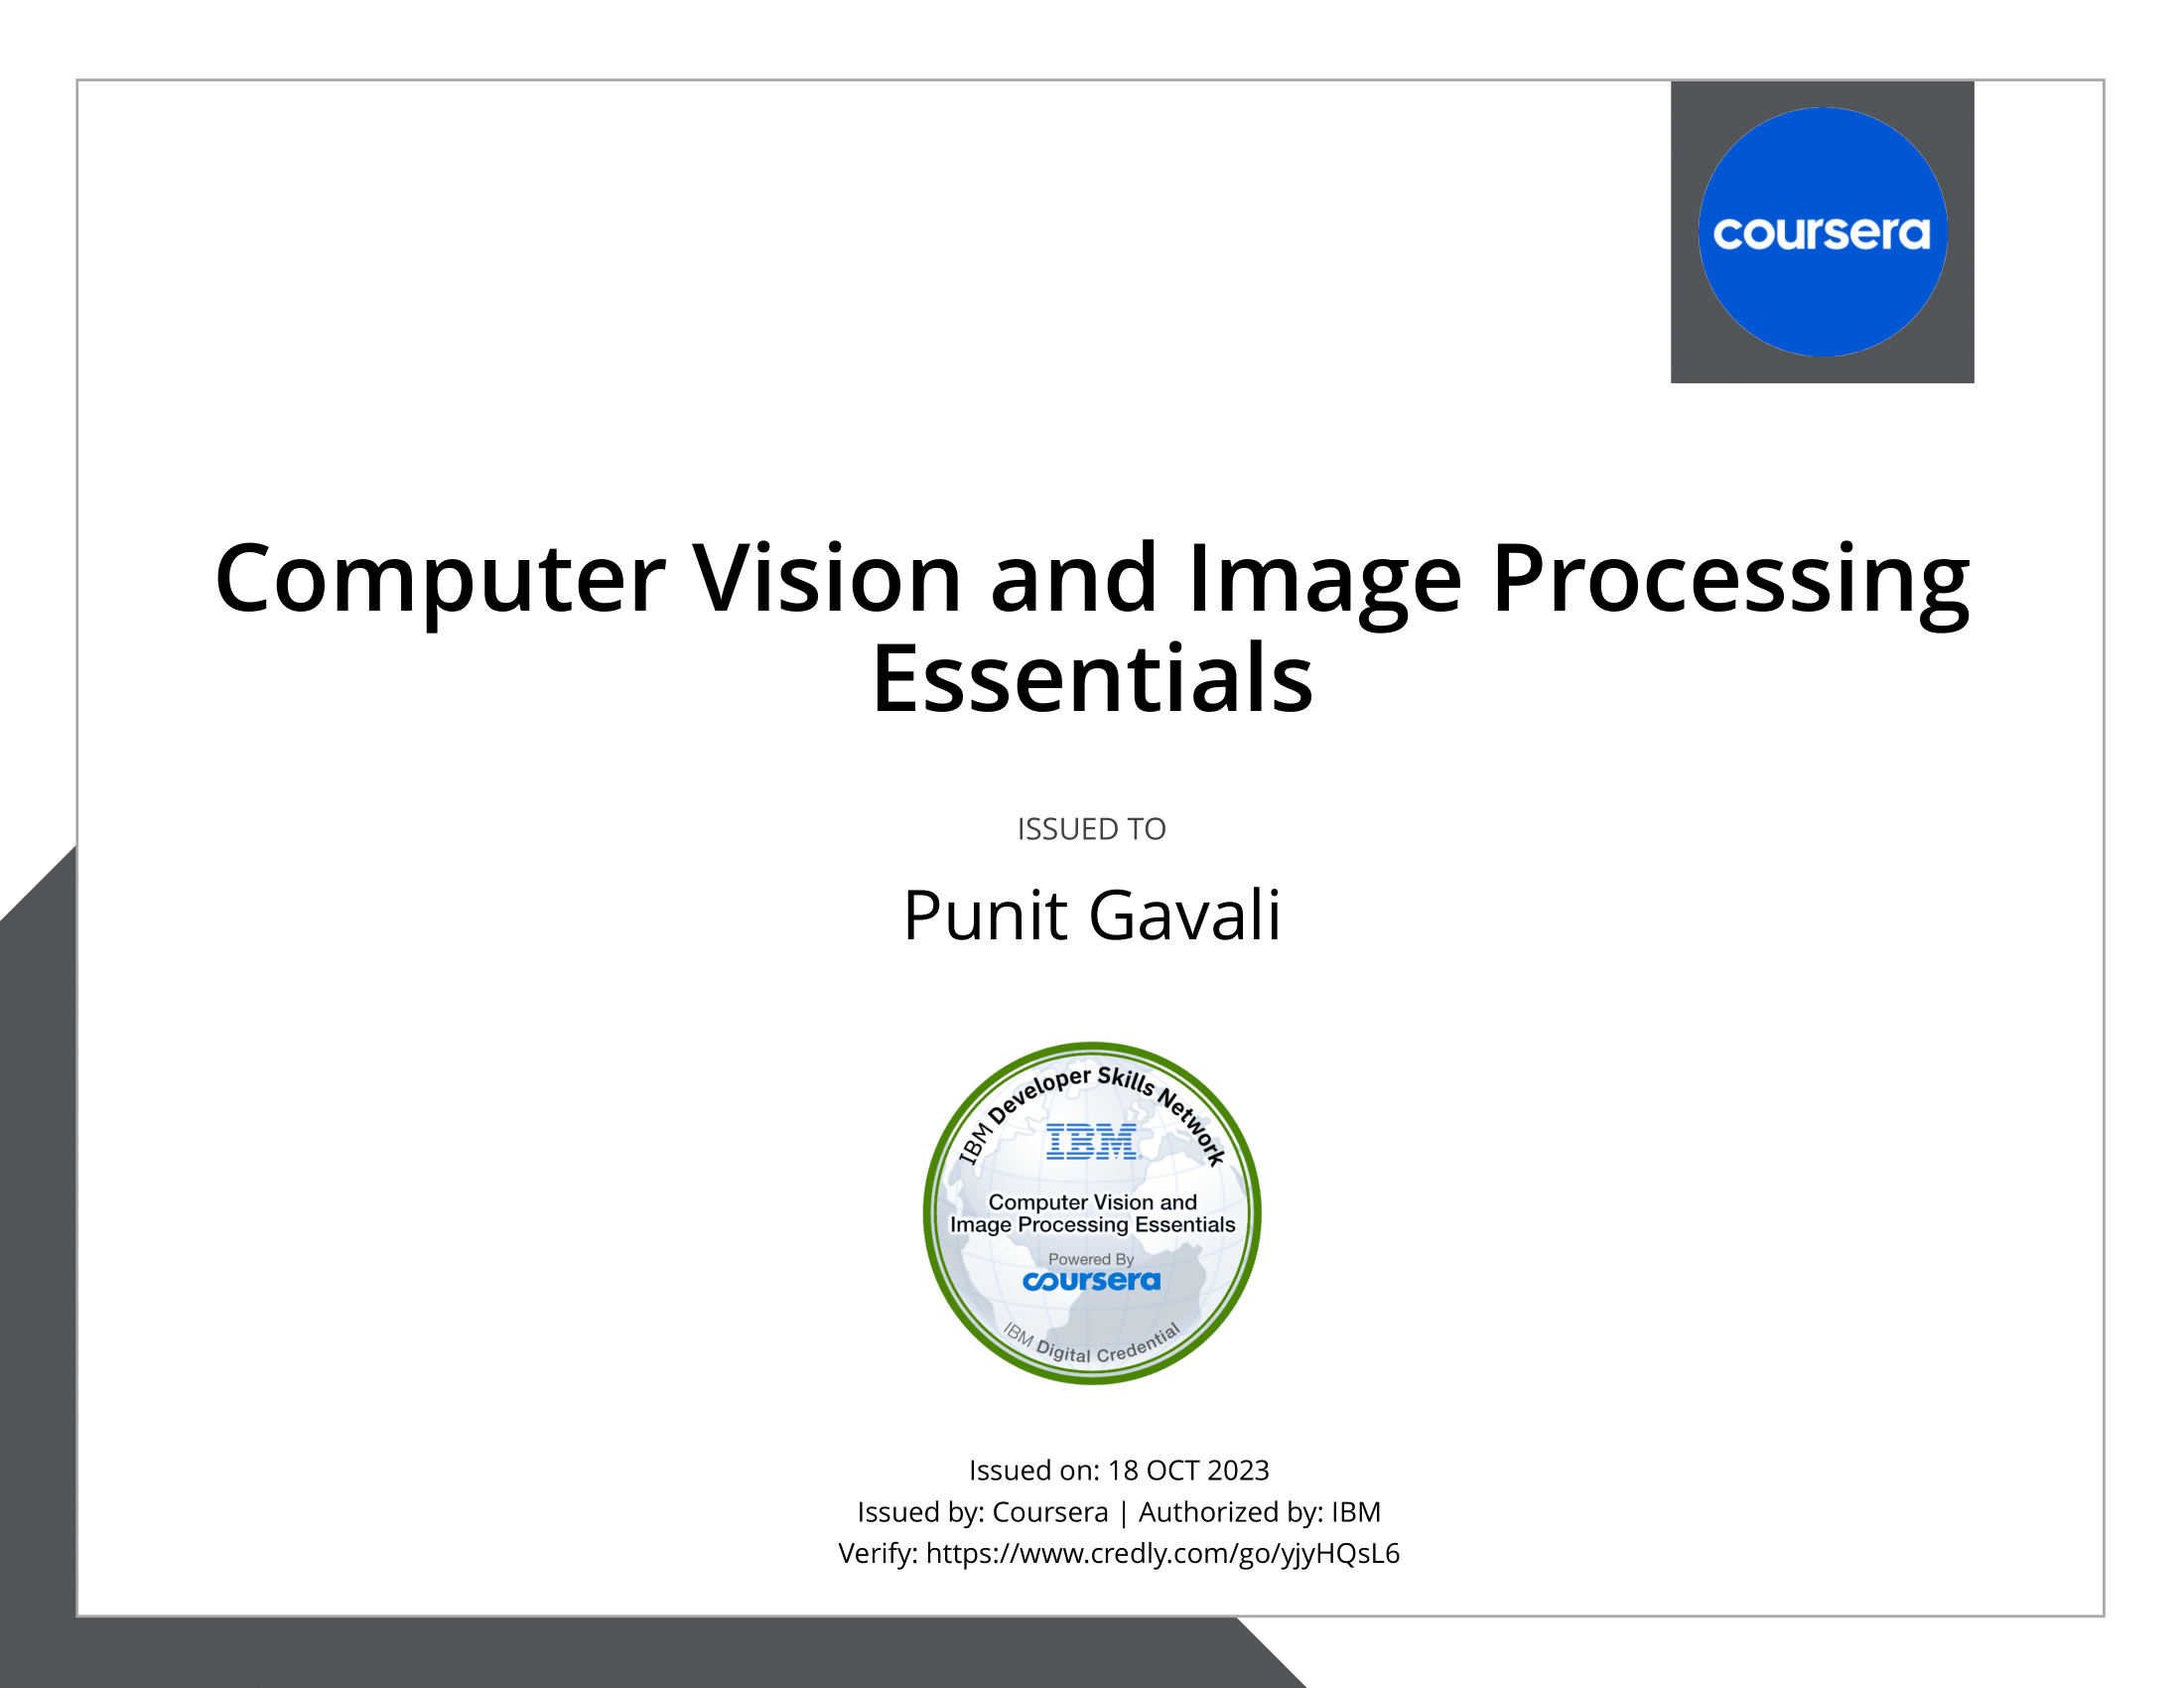 coursera
Computer Vision and Image Processing
Essentials
ISSUED TO
Punit Gavali
IBM Developer Skills Network
IBM
Computer Vision and
Image Processing Essentials
Powered By
coursera
IBM Digital Credential
Issued on: 18 OCT 2023
Issued by: Coursera | Authorized by: IBM
Verify: https://www.credly.com/go/yjyHQsL6